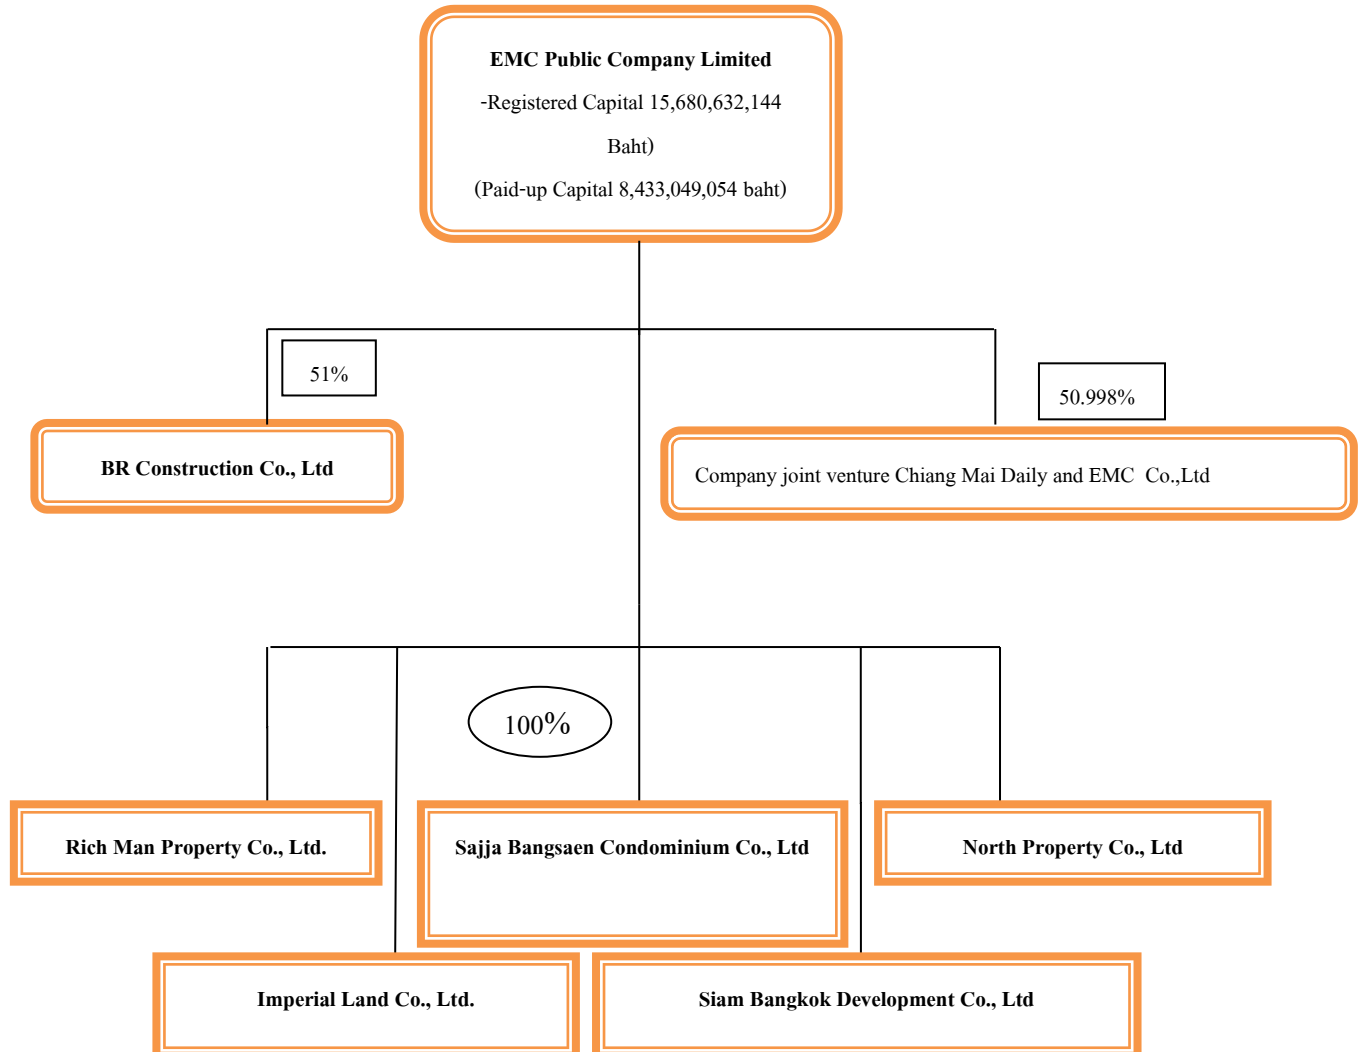 EMC Public Company Limited
-Registered Capital 15,680,632,144
Baht)
(Paid-up Capital 8,433,049,054 baht)
51%
50.998%
BR Construction Co., Ltd
Company joint venture Chiang Mai Daily and EMC Co.,Ltd
100%
Rich Man Property Co., Ltd.
Sajja Bangsaen Condominium Co., Ltd
North Property Co., Ltd
Imperial Land Co., Ltd.
Siam Bangkok Development Co., Ltd